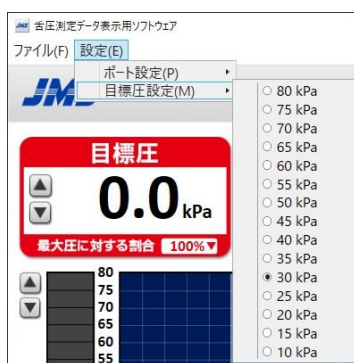 舌圧測定データ表示用ソフトウェア
ファイル(F) 設定(E)
ポート設定(P)
目標圧設定(M)
JMS
目標圧
0.0 kPa
最大圧に対する割合 100%▼
80
75
70
65
60
55
80 kPa
75 kPa
70 kPa
65 kPa
60 kPa
55 kPa
50 kPa
45 kPa
40 kPa
35 kPa
30 kPa
25 kPa
20 kPa
15 kPa
10 kPa